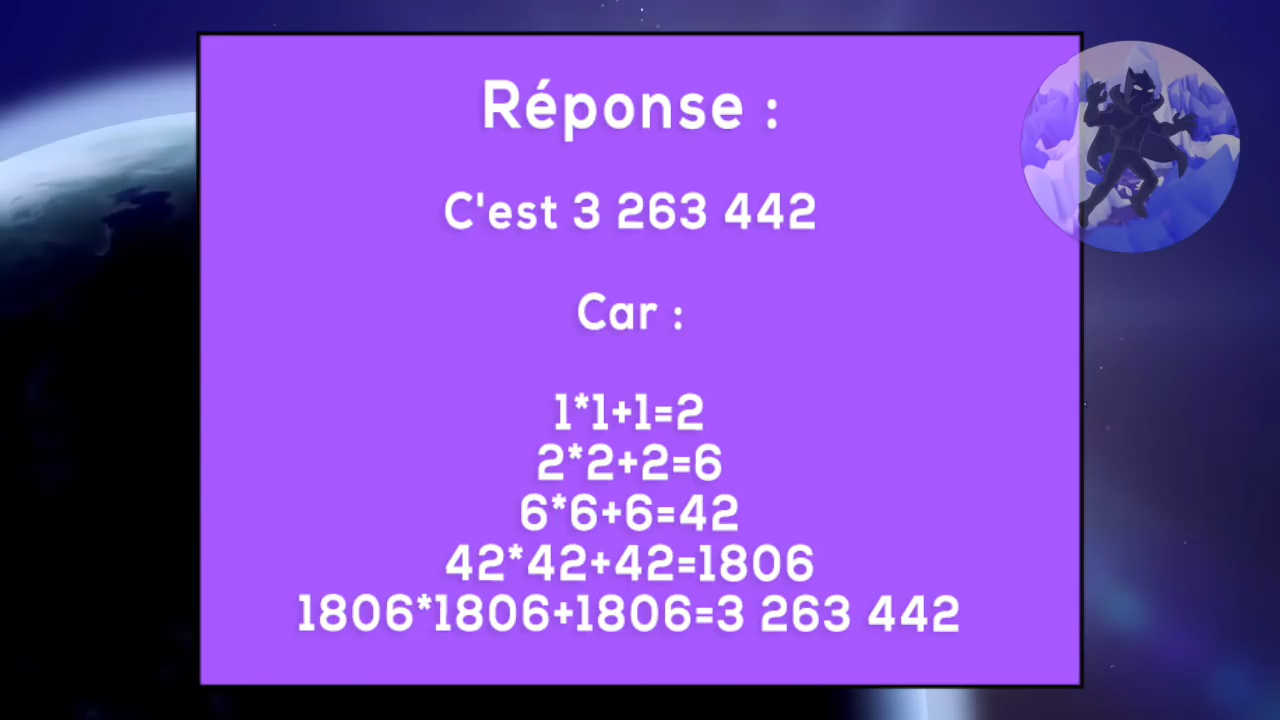 Réponse :
C'est 3 263 442
Car :
1*1+1=2
2*2+2=6
6*6+6=42
42*42+42=1806
1806*1806+1806=3 263 442